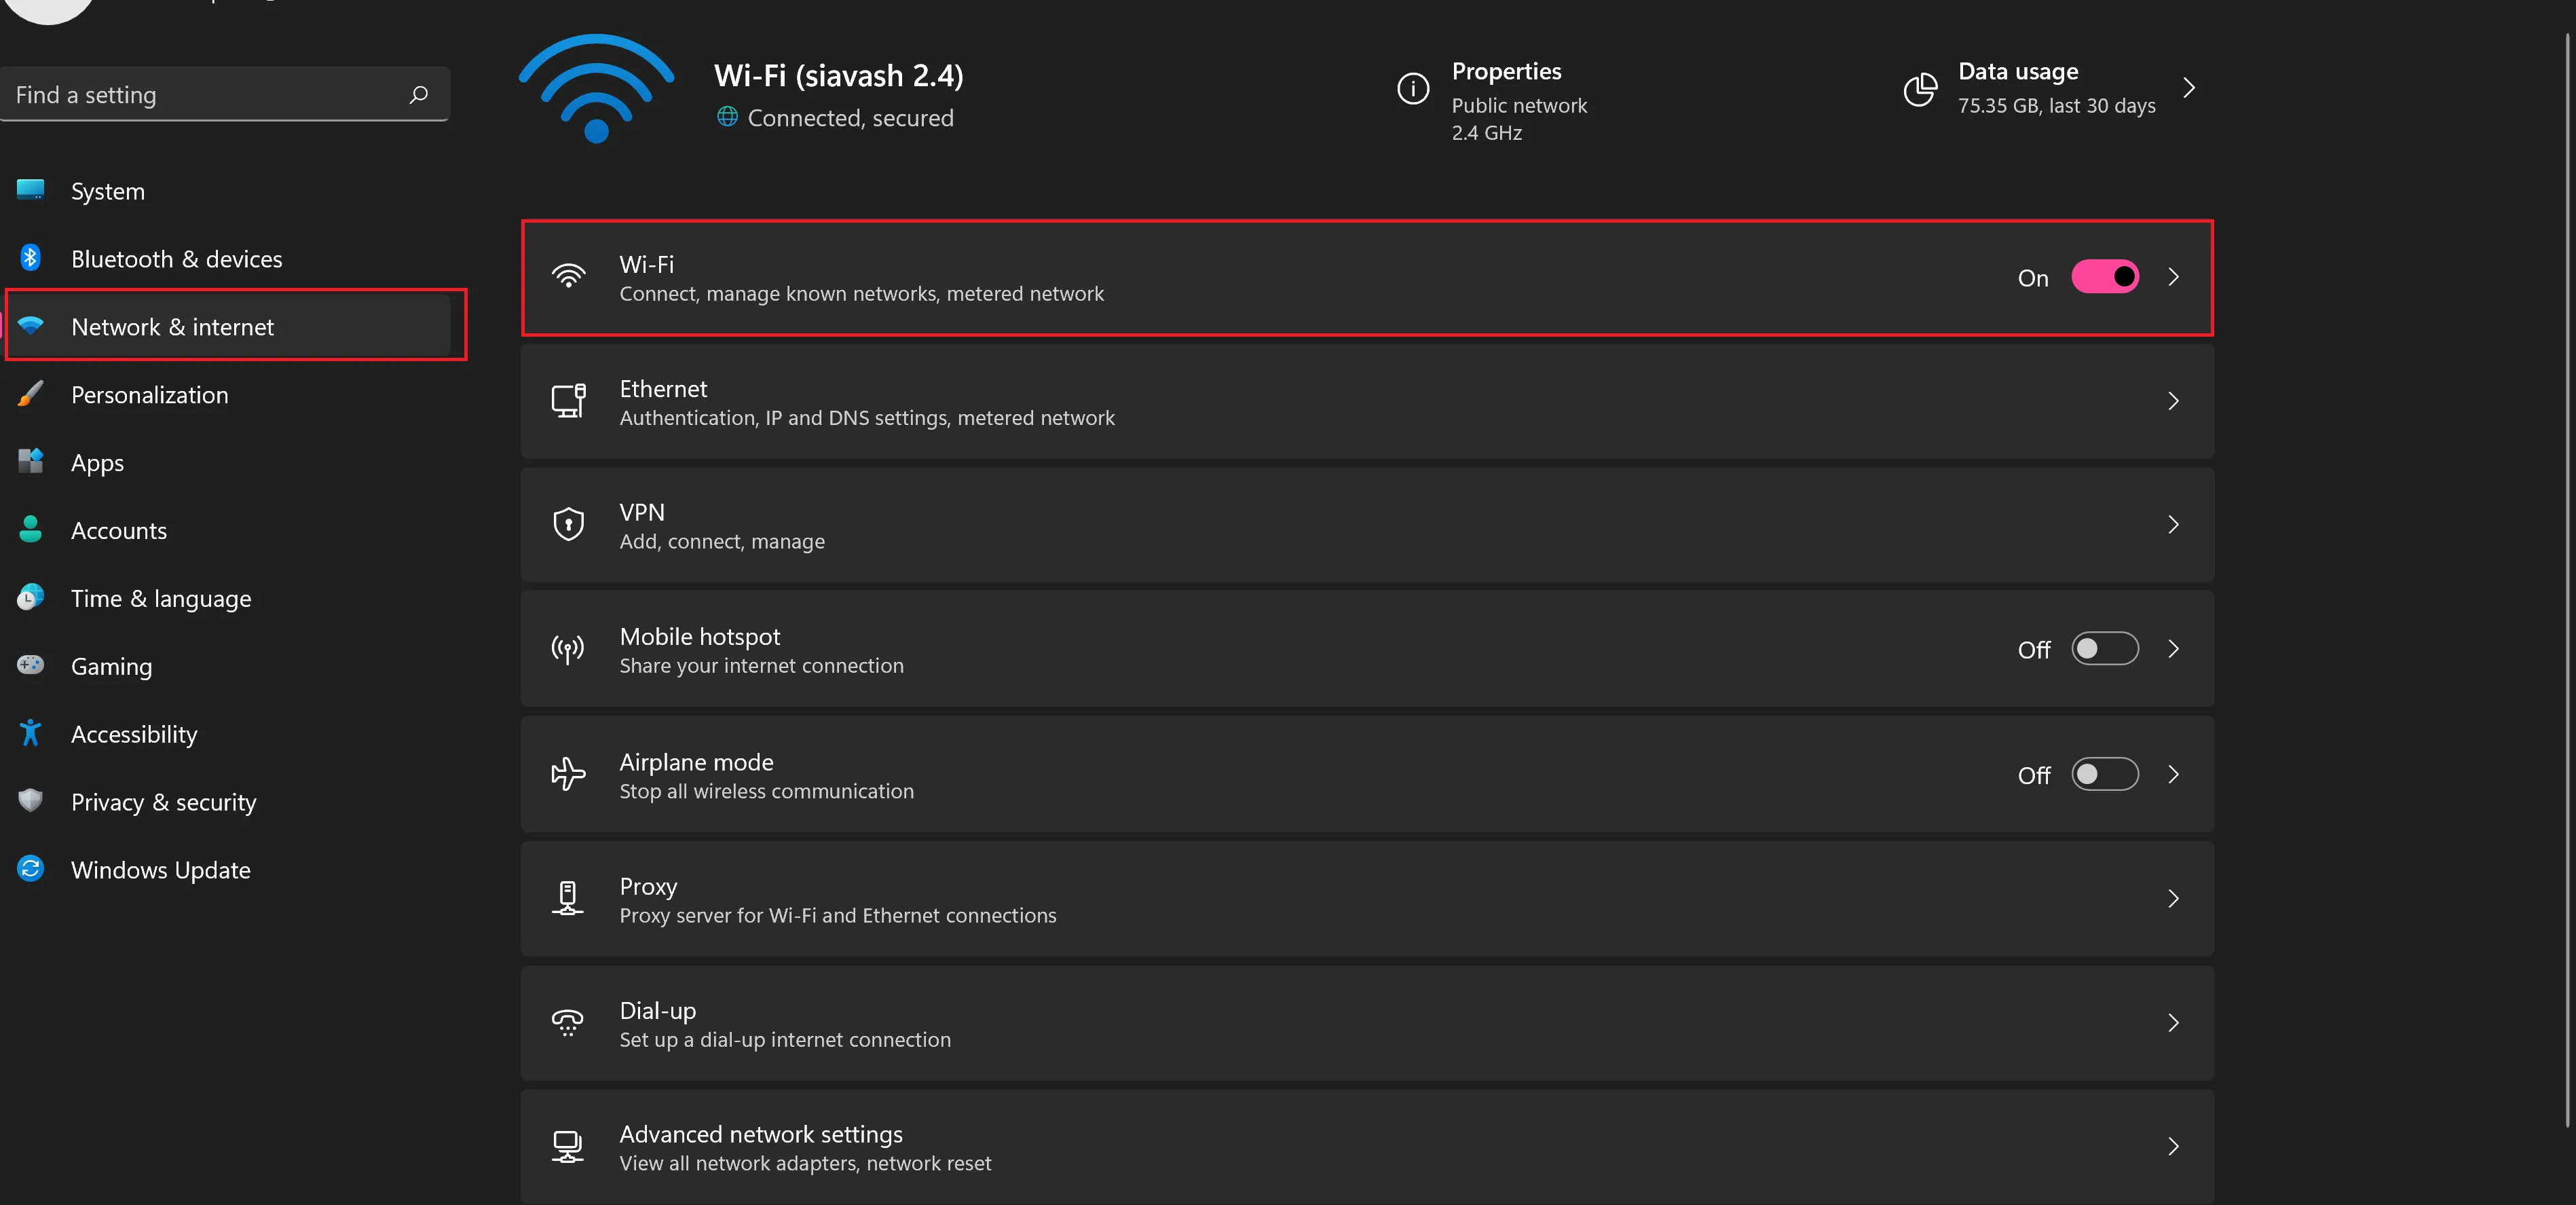 Find a setting
System
Bluetooth & devices
Network & internet
Personalization
Apps
Accounts
Time & language
Gaming
Accessibility
Privacy & security
Windows Update
Wi-Fi (siavash 2.4)
Connected, secured
Properties
Public network
2.4 GHz
Data usage
75.35 GB, last 30 days
Wi-Fi
Connect, manage known networks, metered network
On
Ethernet
Authentication, IP and DNS settings, metered network
VPN
Add, connect, manage
Mobile hotspot
Share your internet connection
Off
Airplane mode
Stop all wireless communication
Off
Proxy
Proxy server for Wi-Fi and Ethernet connections
Dial-up
Set up a dial-up internet connection
Advanced network settings
View all network adapters, network reset